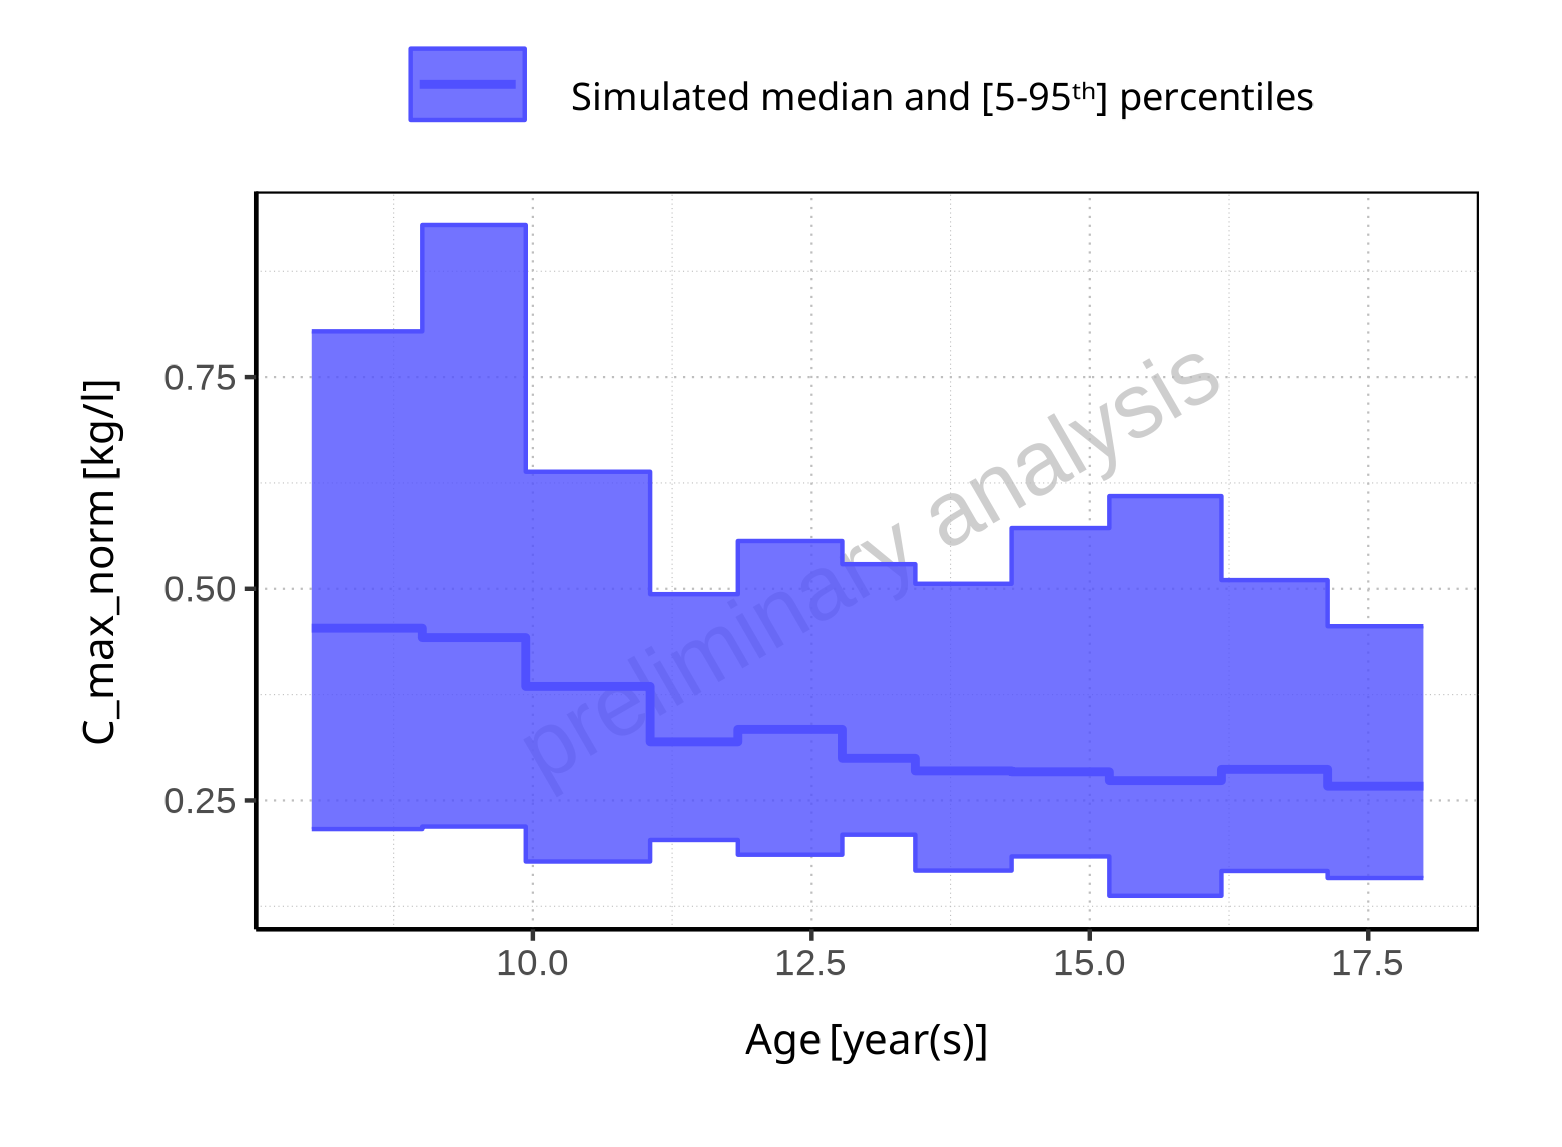 Simulated median and [5-95ᵗʰ] percentiles
C_max_norm [kg/l]
0.75
0.50
0.25
preliminary analysis
10.0 12.5 15.0 17.5
Age [year(s)]